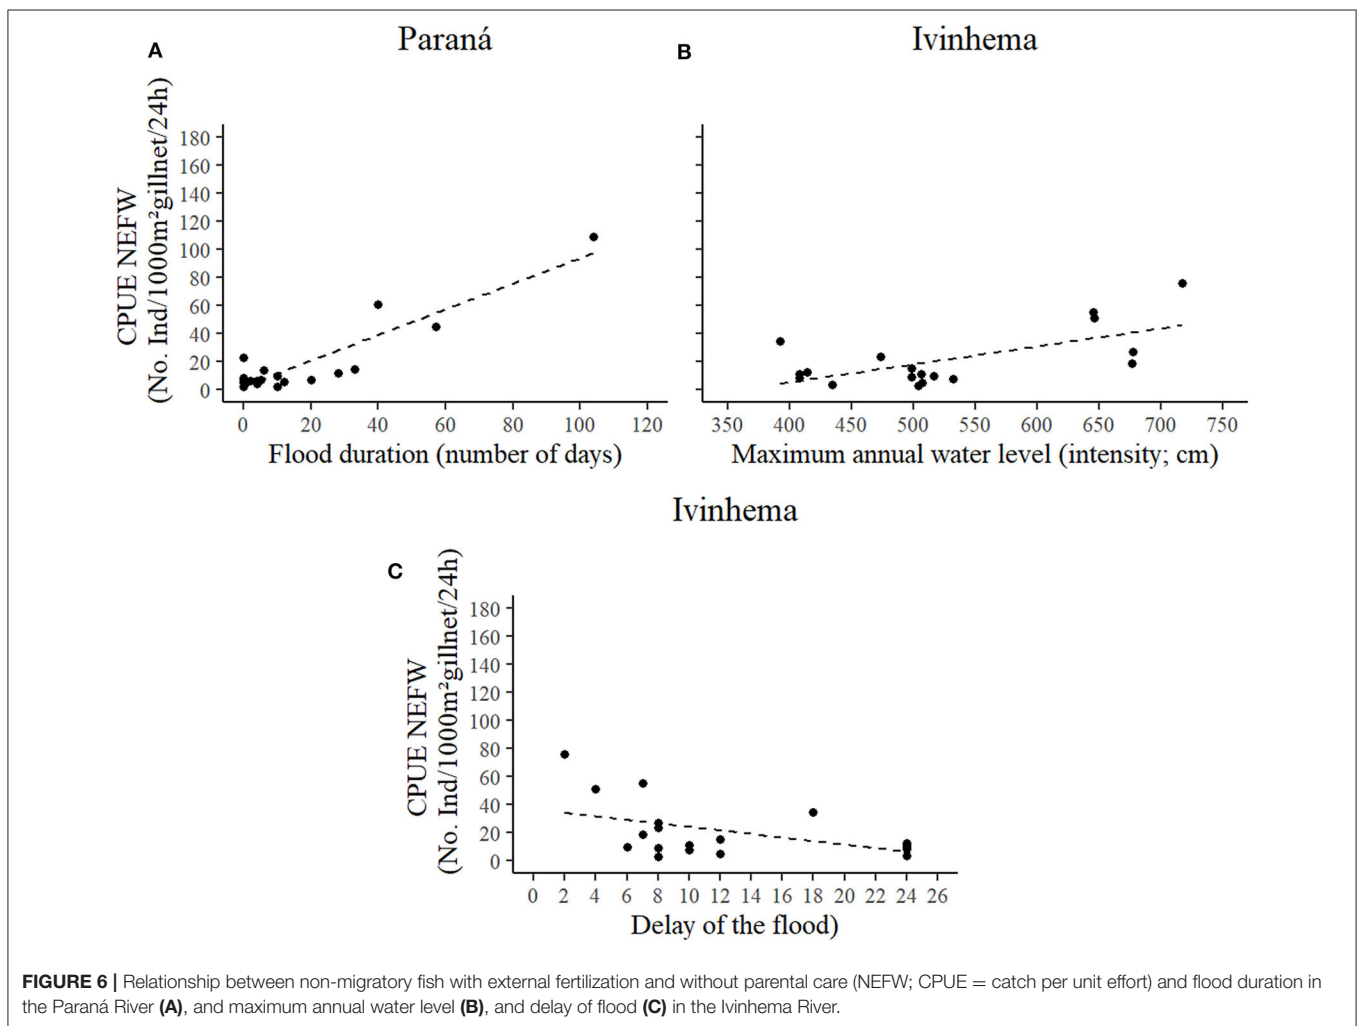 Paraná
A
CPUE NEFW
(No. Ind/1000m²gillnet/24h)
180
160
140
120
100
80
60
40
20
0
0 20 40 60 80 100 120
Flood duration (number of days)
Ivinhema
B
350 400 450 500 550 600 650 700 750
Maximum annual water level (intensity; cm)
Ivinhema
C
CPUE NEFW
(No. Ind/1000m²gillnet/24h)
180
160
140
120
100
80
60
40
20
0
0 2 4 6 8 10 12 14 16 18 20 22 24 26
Delay of the flood)
FIGURE 6 | Relationship between non-migratory fish with external fertilization and without parental care (NEFW; CPUE = catch per unit effort) and flood duration in
the Paraná River (A), and maximum annual water level (B), and delay of flood (C) in the Ivinhema River.